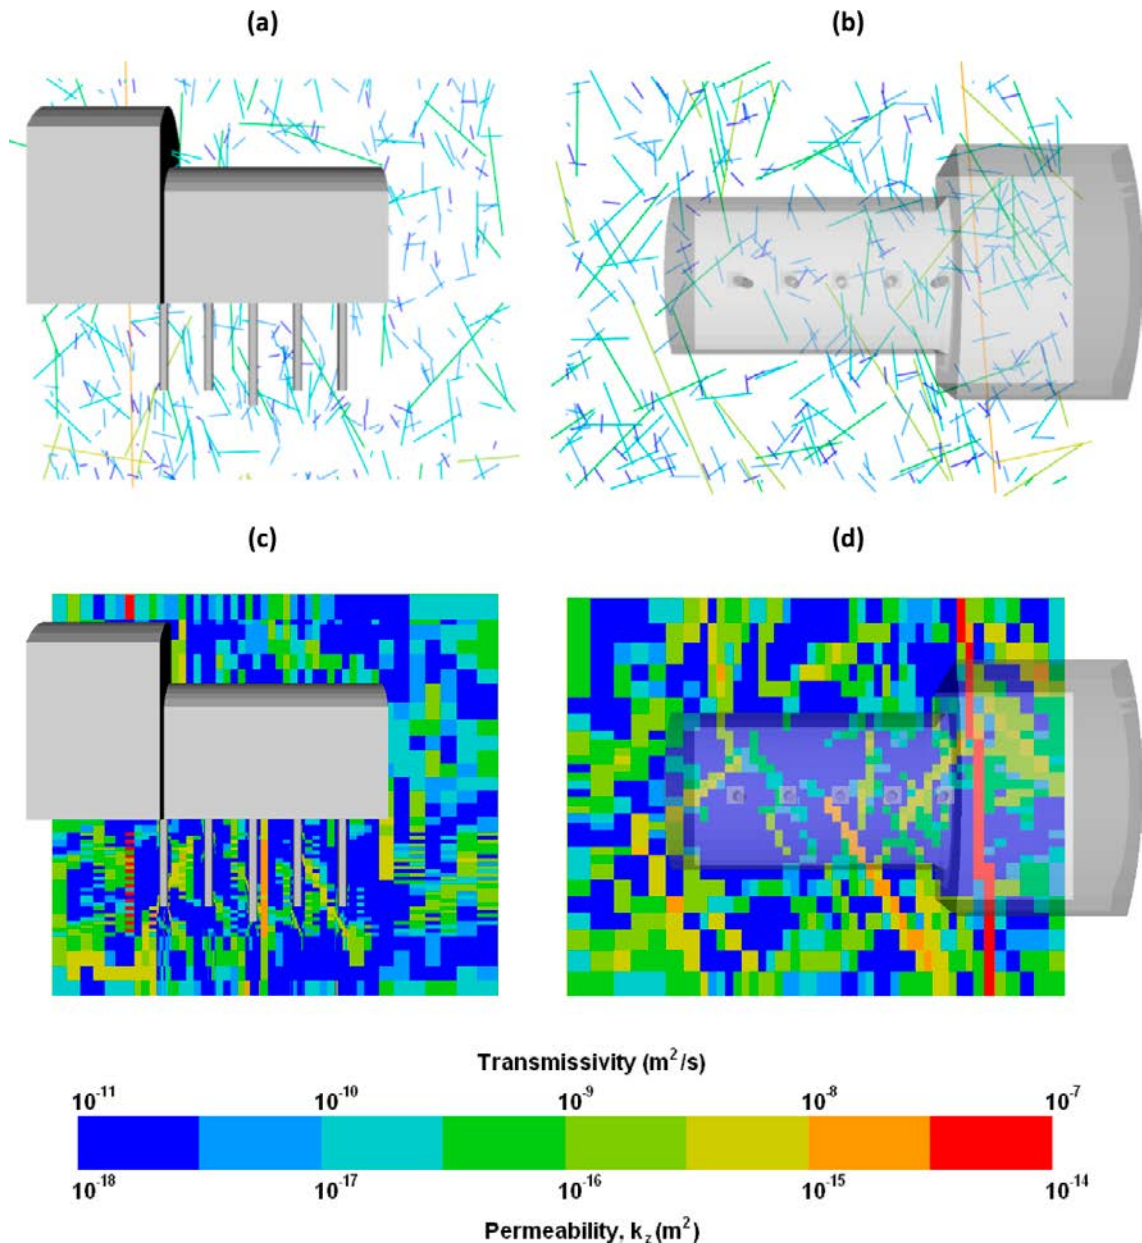 (a) (b)
(c) (d)
Transmissivity (m²/s)
10⁻¹¹ 10⁻¹⁰ 10⁻⁹ 10⁻⁸ 10⁻⁷
10⁻¹⁸ 10⁻¹⁷ 10⁻¹⁶ 10⁻¹⁵ 10⁻¹⁴
Permeability, k_z (m²)